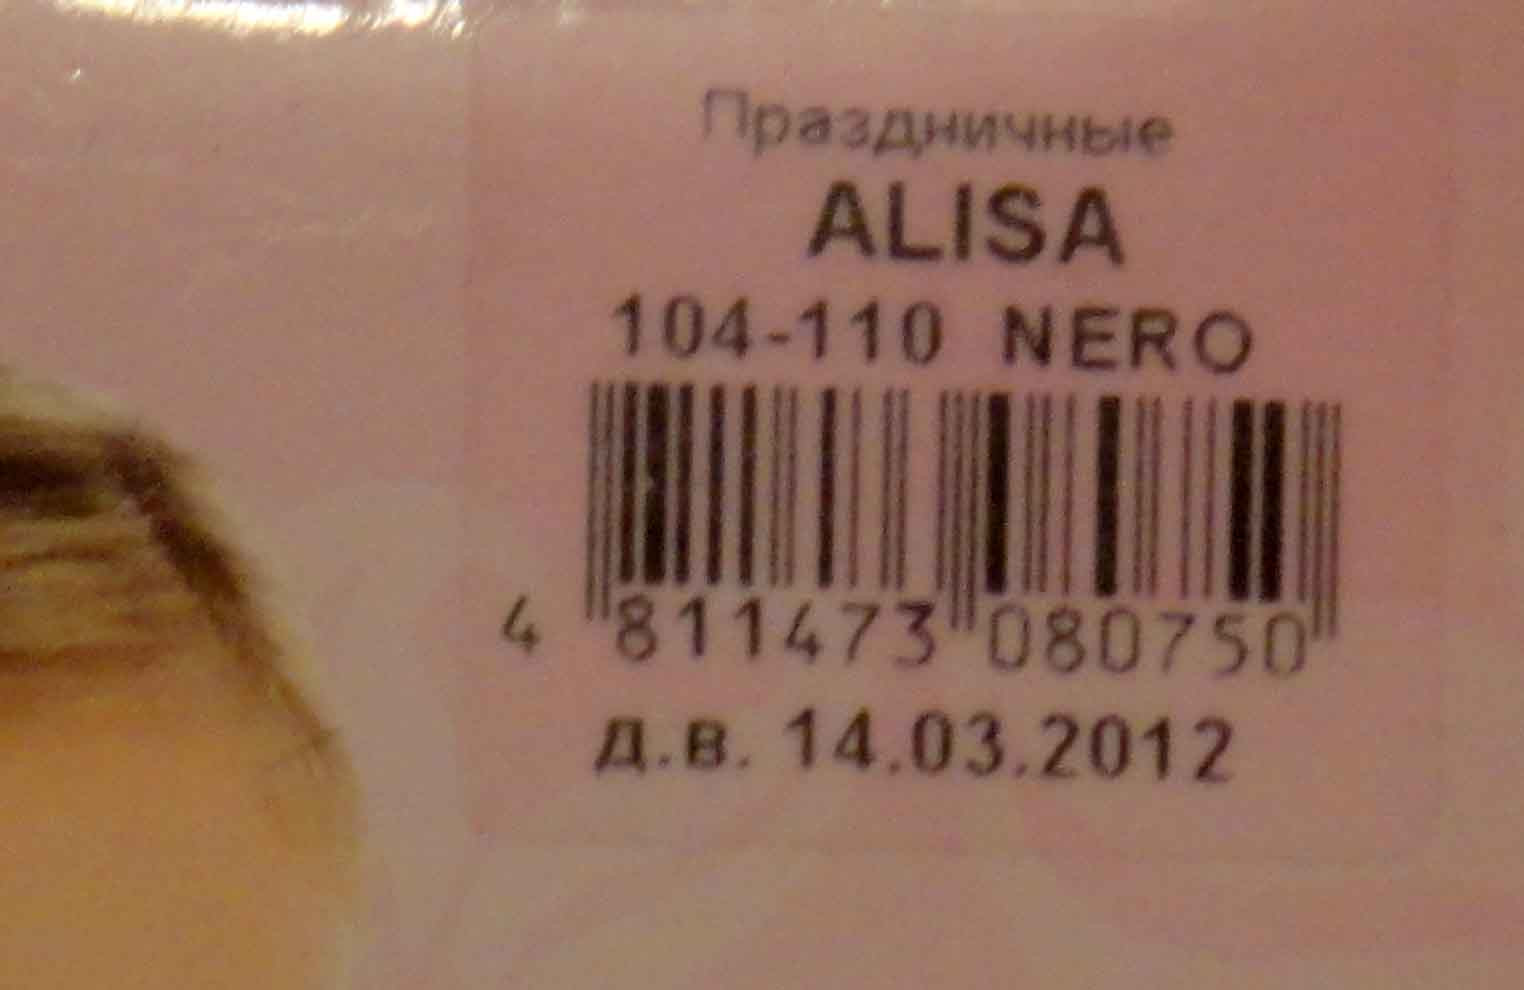 Праздничные
ALISA
104-110 NERO
4 811473 080750
д.в. 14.03.2012